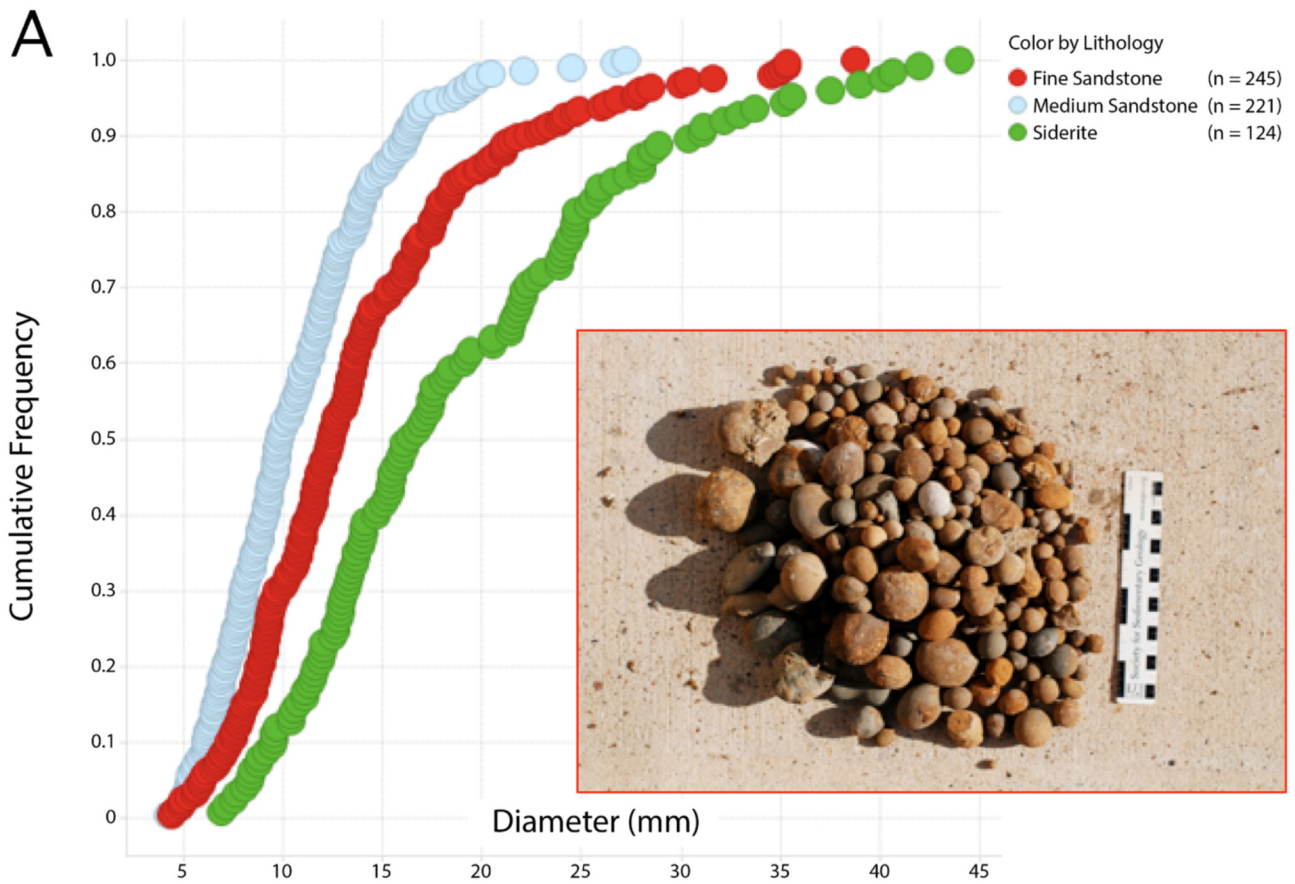 A
Color by Lithology
Fine Sandstone (n = 245)
Medium Sandstone (n = 221)
Siderite (n = 124)
1.0
0.9
0.8
0.7
0.6
0.5
0.4
0.3
0.2
0.1
0
Cumulative Frequency
Society for Sedimentary Geology
Diameter (mm)
5 10 15 20 25 30 35 40 45